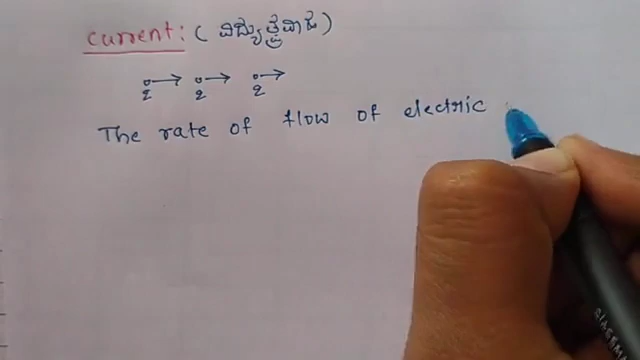 current: (ವಿದ್ಯುತ್ಪ್ರವಾಹ)
q q q
The rate of flow of electric